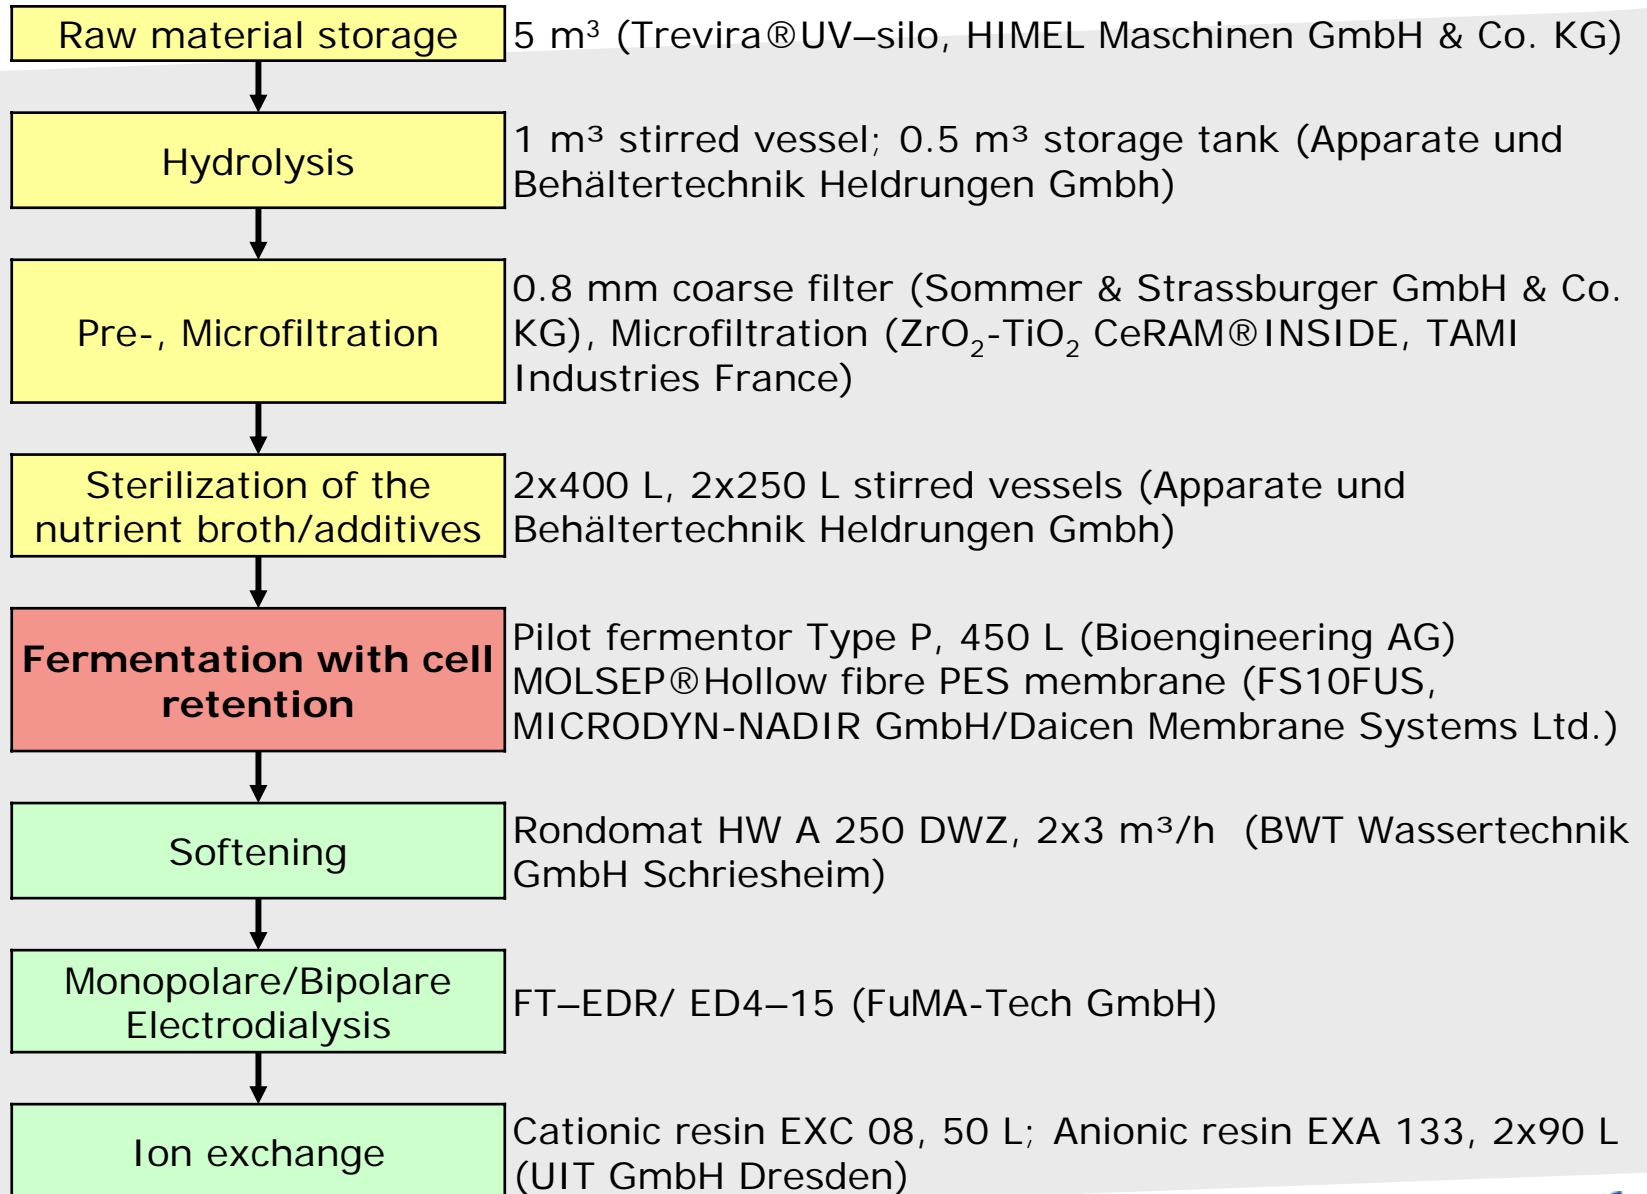 Raw material storage
5 m³ (Trevira®UV–silo, HIMEL Maschinen GmbH & Co. KG)
Hydrolysis
1 m³ stirred vessel; 0.5 m³ storage tank (Apparate und
Behältertechnik Heldrungen Gmbh)
Pre-, Microfiltration
0.8 mm coarse filter (Sommer & Strassburger GmbH & Co.
KG), Microfiltration (ZrO₂-TiO₂ CeRAM®INSIDE, TAMI
Industries France)
Sterilization of the
nutrient broth/additives
2x400 L, 2x250 L stirred vessels (Apparate und
Behältertechnik Heldrungen Gmbh)
Fermentation with cell
retention
Pilot fermentor Type P, 450 L (Bioengineering AG)
MOLSEP®Hollow fibre PES membrane (FS10FUS,
MICRODYN-NADIR GmbH/Daicen Membrane Systems Ltd.)
Softening
Rondomat HW A 250 DWZ, 2x3 m³/h (BWT Wassertechnik
GmbH Schriesheim)
Monopolare/Bipolare
Electrodialysis
FT–EDR/ ED4–15 (FuMA-Tech GmbH)
Ion exchange
Cationic resin EXC 08, 50 L; Anionic resin EXA 133, 2x90 L
(UIT GmbH Dresden)